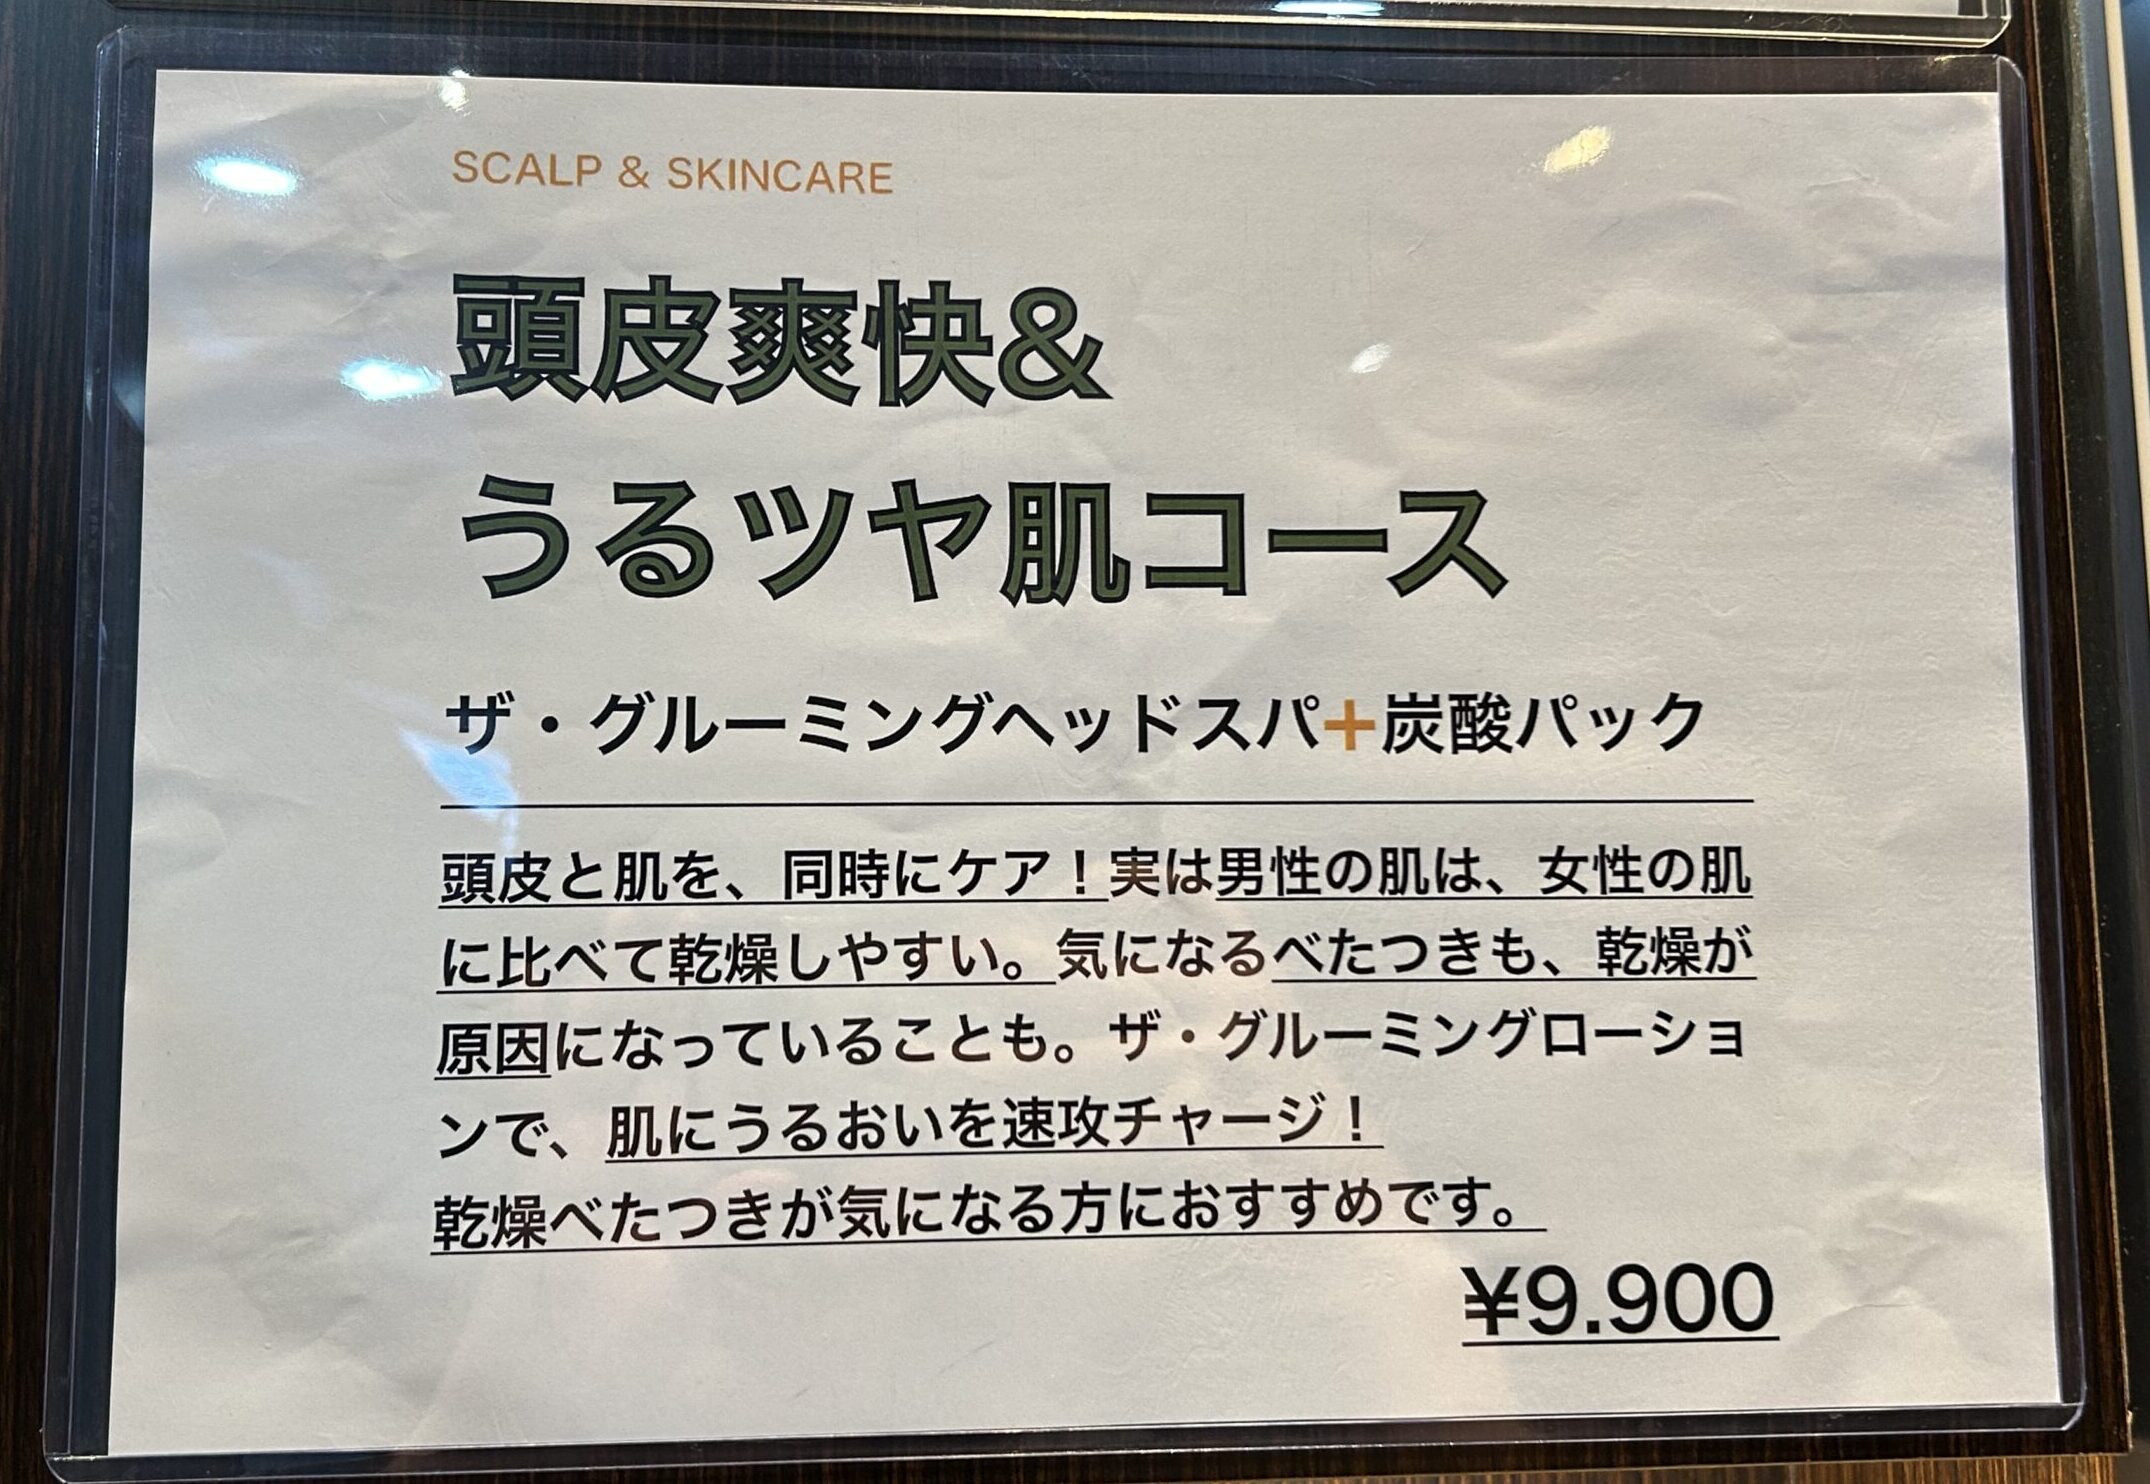 SCALP & SKINCARE
頭皮爽快&
うるツヤ肌コース
ザ・グルーミングヘッドスパ+炭酸パック
頭皮と肌を、同時にケア！実は男性の肌は、女性の肌
に比べて乾燥しやすい。気になるべたつきも、乾燥が
原因になっていることも。ザ・グルーミングローショ
ンで、肌にうるおいを速攻チャージ！
乾燥べたつきが気になる方におすすめです。
¥9.900